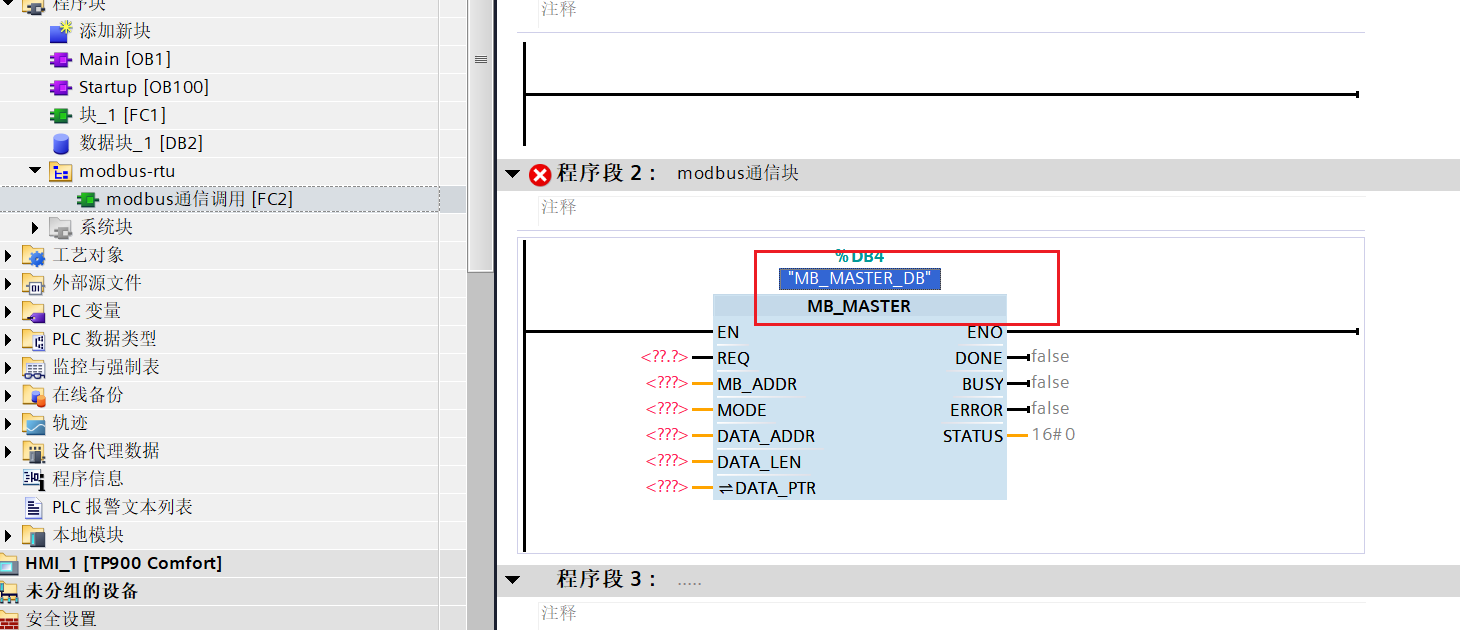 程序块
添加新块
Main [OB1]
Startup [OB100]
块_1 [FC1]
数据块_1 [DB2]
modbus-rtu
modbus通信调用 [FC2]
系统块
工艺对象
外部源文件
PLC 变量
PLC 数据类型
监控与强制表
在线备份
轨迹
设备代理数据
程序信息
PLC 报警文本列表
本地模块
HMI_1 [TP900 Comfort]
未分组的设备
安全设置
注释
程序段 2： modbus通信块
注释
%DB4
"MB_MASTER_DB"
MB_MASTER
EN ENO
<??.?> REQ DONE false
<???> MB_ADDR BUSY false
<???> MODE ERROR false
<???> DATA_ADDR STATUS 16#0
<???> DATA_LEN
<???> DATA_PTR
程序段 3： .....
注释